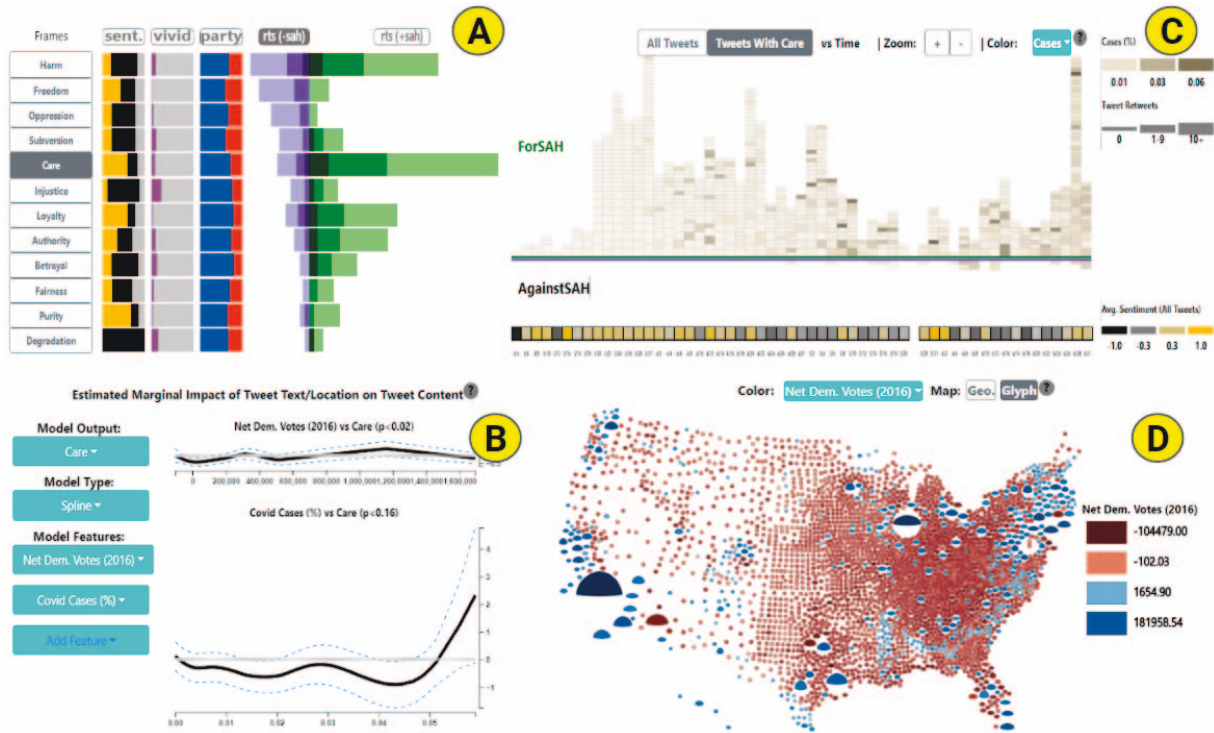 Frames
sent. vivid party rts (-sah) rts (+sah)
A
Harm
Freedom
Oppression
Subversion
Care
Injustice
Loyalty
Authority
Betrayal
Fairness
Purity
Degradation
All Tweets Tweets With Care vs Time | Zoom: + - | Color: Cases ?
C
Cases (%)
0.01 0.03 0.06
Tweet Retweets
0 1-9 10+
ForSAH
AgainstSAH
Avg. Sentiment (All Tweets)
-1.0 -0.3 0.3 1.0
Estimated Marginal Impact of Tweet Text/Location on Tweet Content ?
B
Model Output:
Care
Model Type:
Spline
Model Features:
Net Dem. Votes (2016)
Covid Cases (%)
Add Feature
Net Dem. Votes (2016) vs Care (p<0.02)
0 200,000 400,000 600,000 800,000 1,000,000 1,200,000 1,400,000 1,600,000
Covid Cases (%) vs Care (p<0.16)
4
3
2
1
0
-1
0.00 0.01 0.02 0.03 0.04 0.05
Color: Net Dem. Votes (2016) Map: Geo. Glyph ?
D
Net Dem. Votes (2016)
-104479.00
-102.03
1654.90
181958.54